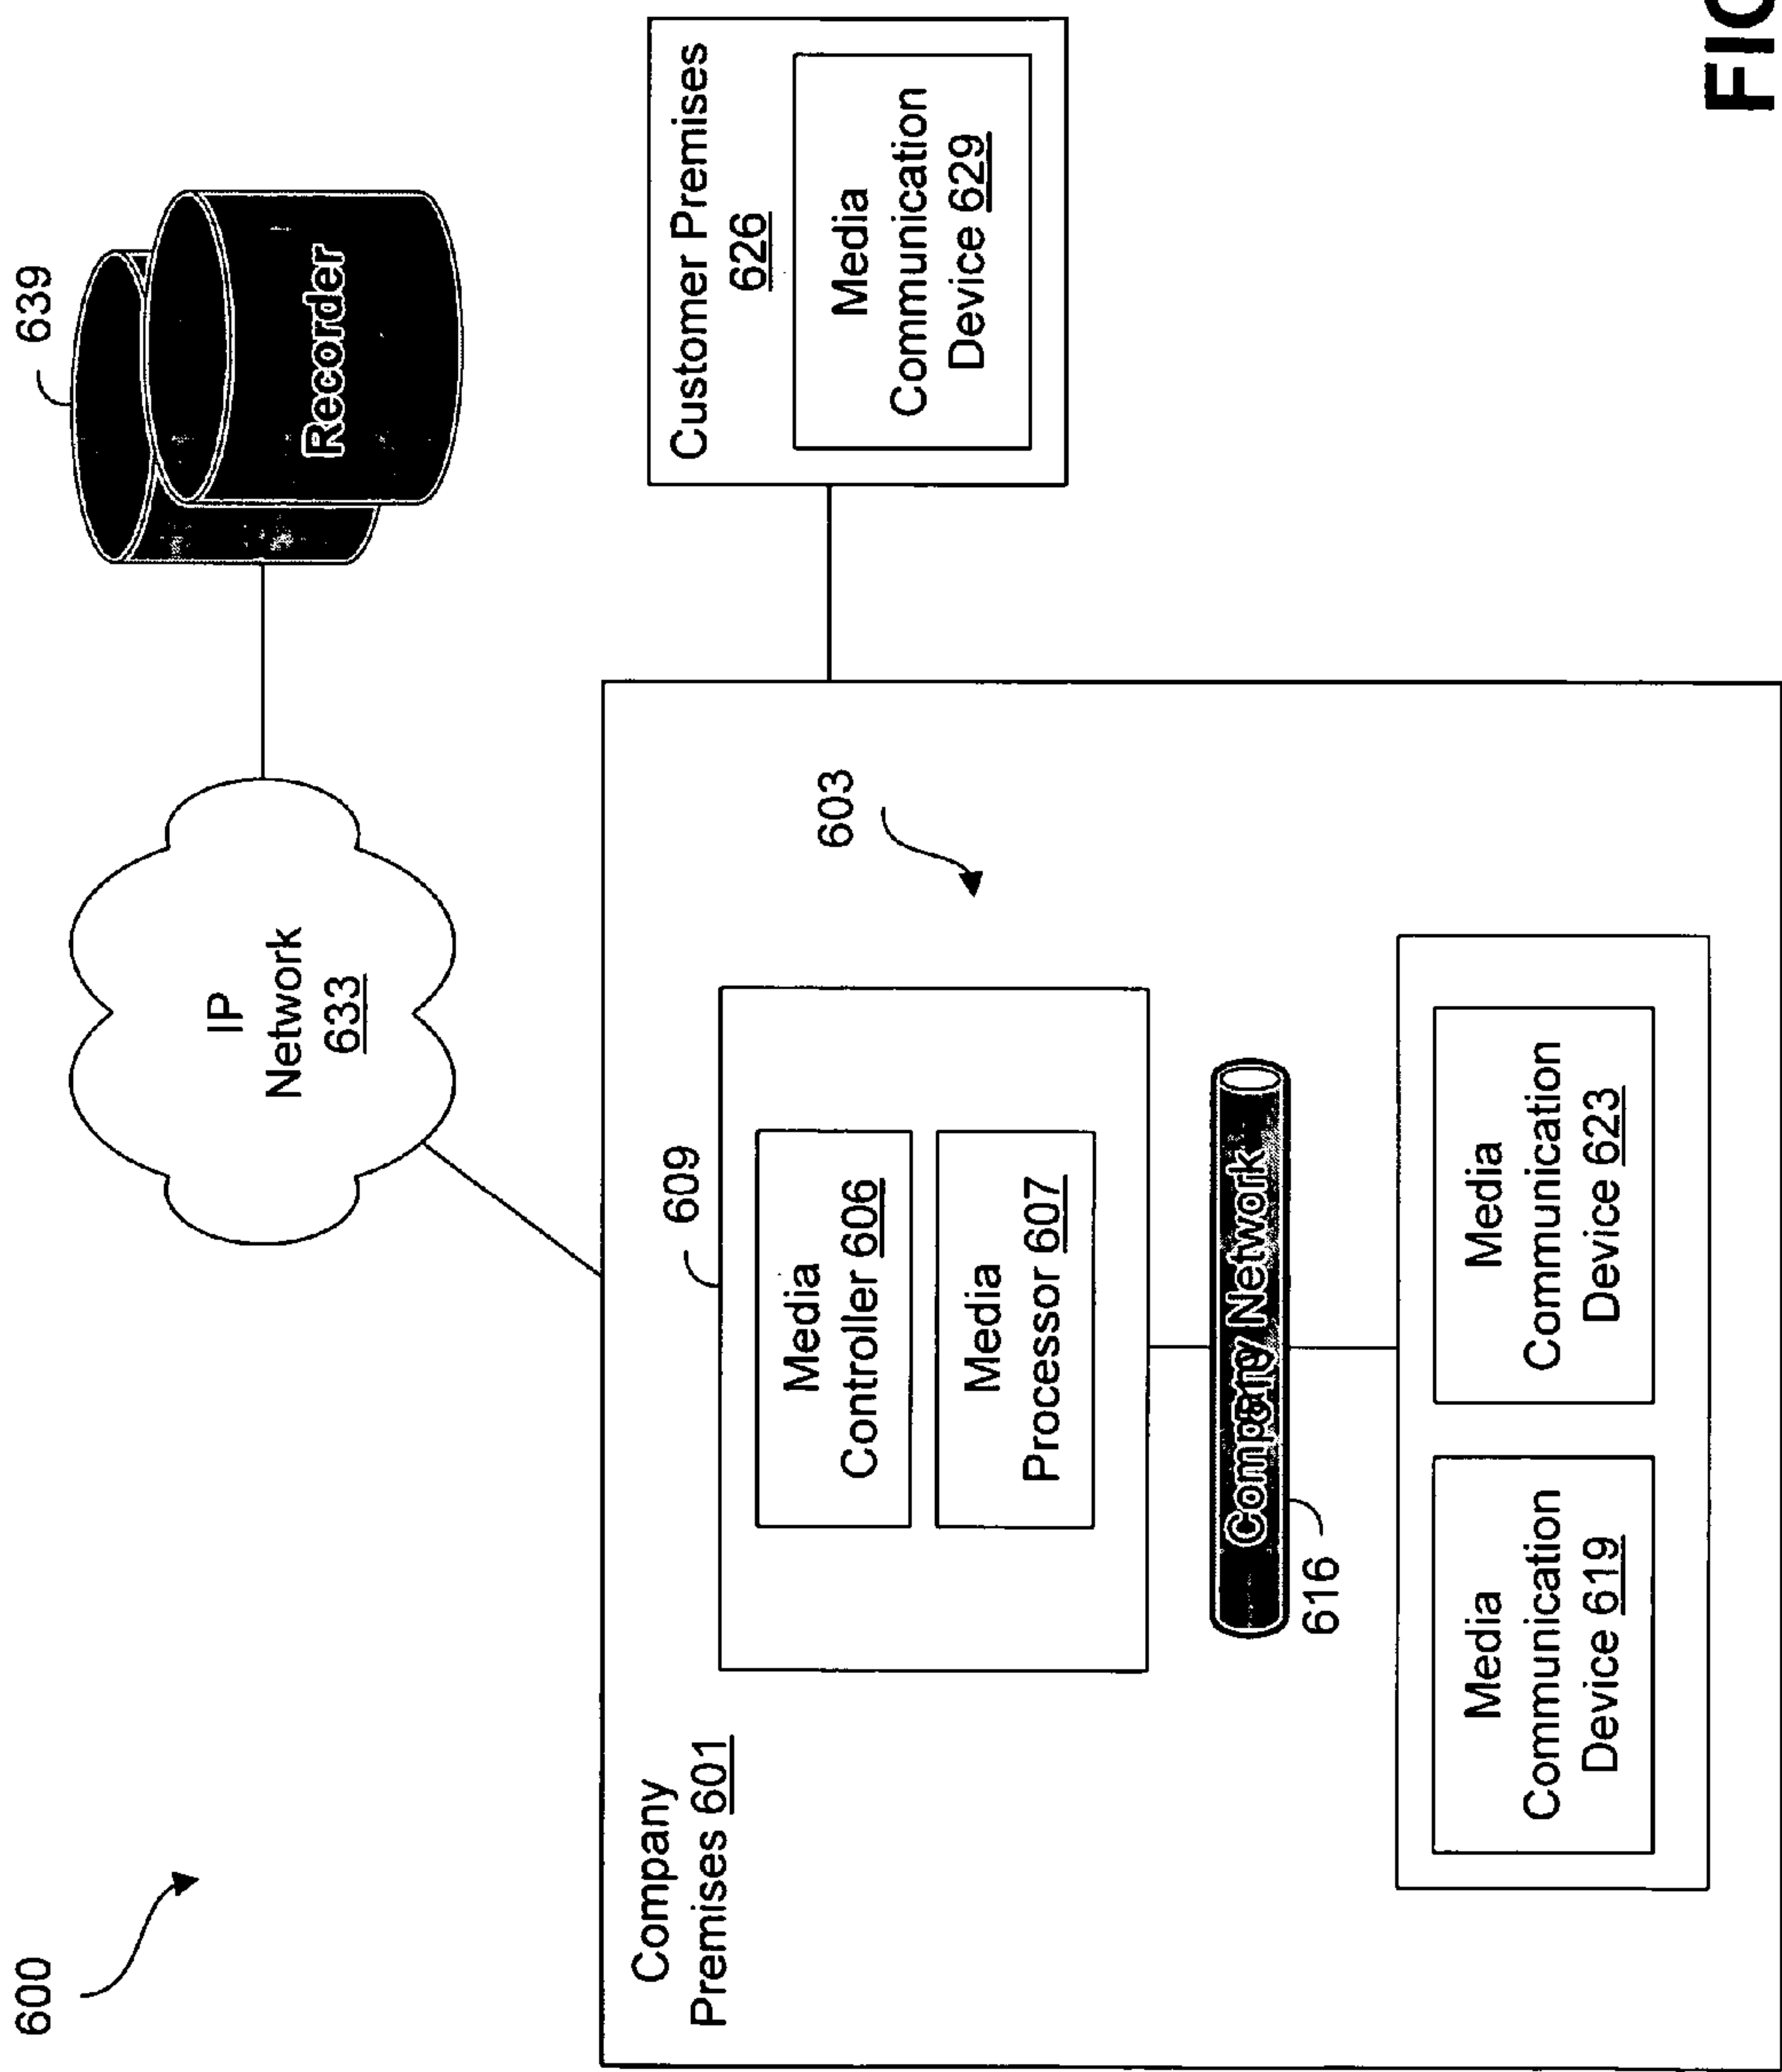 600
639
IP
Network
633
Recorder
Company
Premises 601
609
Media
Controller 606
Media
Processor 607
603
Company Network
616
Media
Communication
Device 619
Media
Communication
Device 623
Customer Premises
626
Media
Communication
Device 629